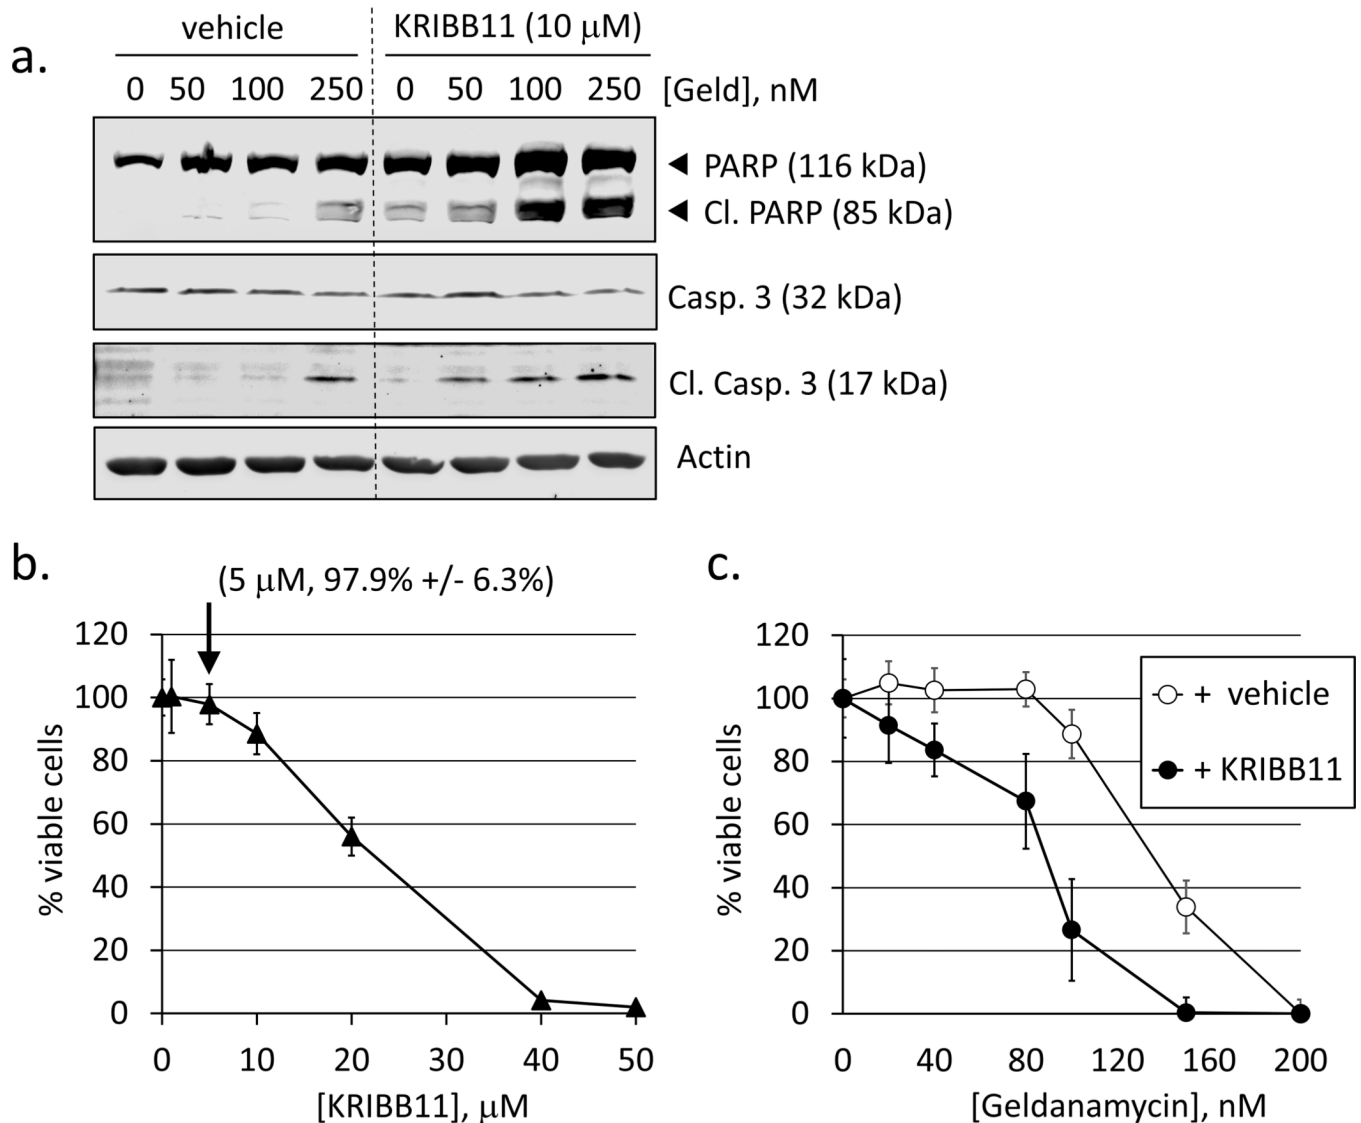 a.
vehicle
KRIBB11 (10 μM)
0 50 100 250 0 50 100 250 [Geld], nM
◄ PARP (116 kDa)
◄ Cl. PARP (85 kDa)
Casp. 3 (32 kDa)
Cl. Casp. 3 (17 kDa)
Actin
b.
(5 μM, 97.9% +/- 6.3%)
120
100
80
60
40
20
0
% viable cells
0 10 20 30 40 50
[KRIBB11], μM
c.
120
100
80
60
40
20
0
% viable cells
+ vehicle
+ KRIBB11
0 40 80 120 160 200
[Geldanamycin], nM